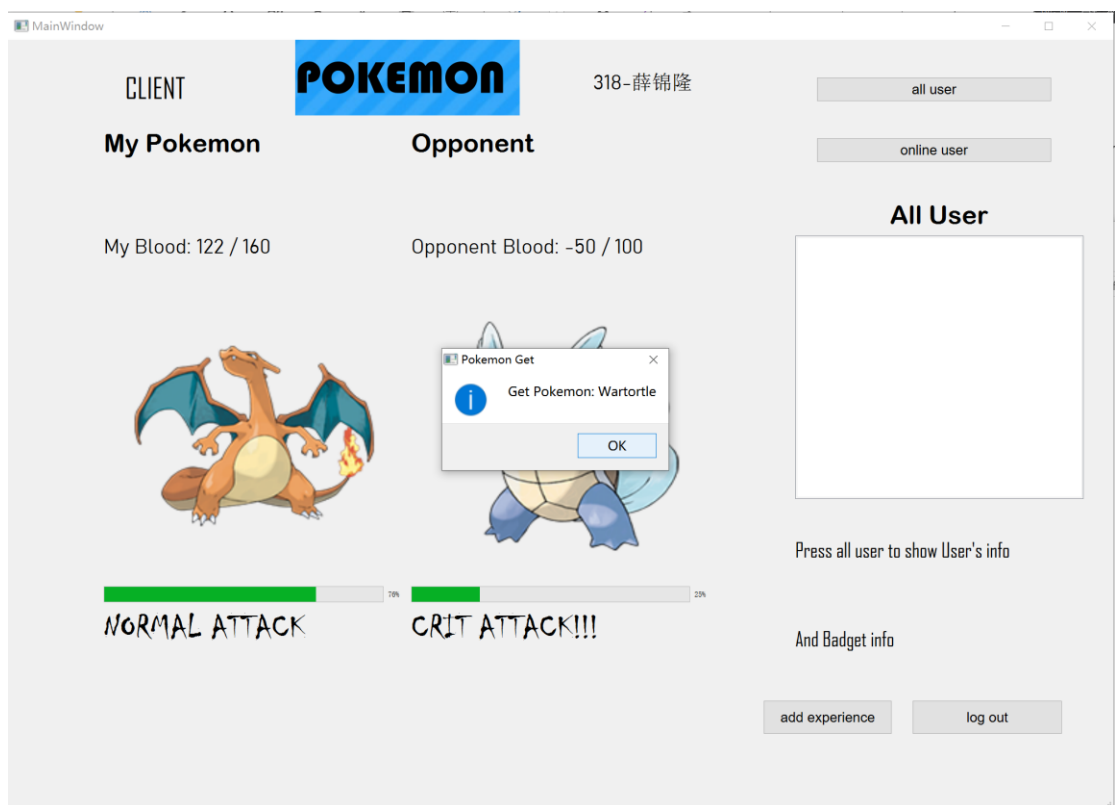 MainWindow
CLIENT
POKEMON
318-薛锦隆
all user
My Pokemon
Opponent
online user
All User
My Blood: 122 / 160
Opponent Blood: -50 / 100
Pokemon Get
Get Pokemon: Wartortle
OK
Press all user to show User's info
76%
25%
NORMAL ATTACK
CRIT ATTACK!!!
And Badget info
add experience
log out